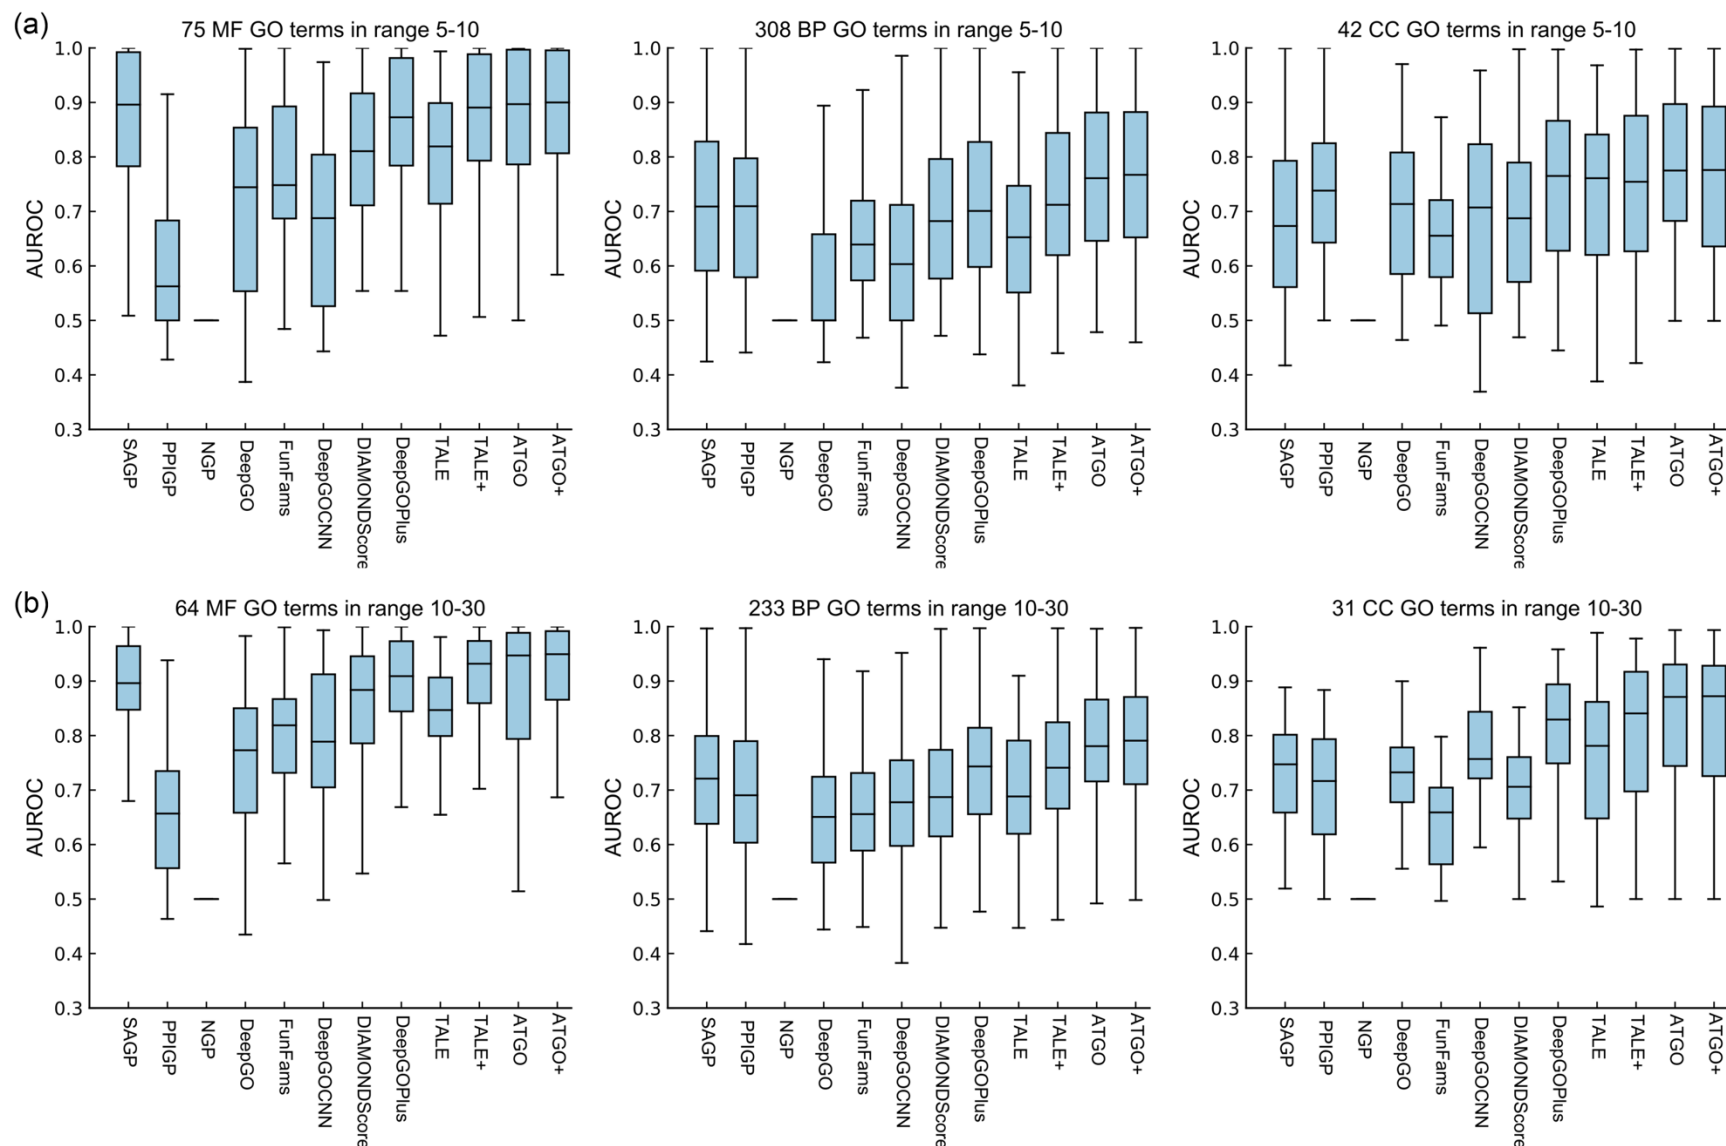 (a)
75 MF GO terms in range 5-10
308 BP GO terms in range 5-10
42 CC GO terms in range 5-10
AUROC
1.0
0.9
0.8
0.7
0.6
0.5
0.4
0.3
SAGP
PPIGP
NGP
DeepGO
FunFams
DeepGOCNN
DIAMONDScore
DeepGOPlus
TALE
TALE+
ATGO
ATGO+
AUROC
1.0
0.9
0.8
0.7
0.6
0.5
0.4
0.3
SAGP
PPIGP
NGP
DeepGO
FunFams
DeepGOCNN
DIAMONDScore
DeepGOPlus
TALE
TALE+
ATGO
ATGO+
AUROC
1.0
0.9
0.8
0.7
0.6
0.5
0.4
0.3
SAGP
PPIGP
NGP
DeepGO
FunFams
DeepGOCNN
DIAMONDScore
DeepGOPlus
TALE
TALE+
ATGO
ATGO+
(b)
64 MF GO terms in range 10-30
233 BP GO terms in range 10-30
31 CC GO terms in range 10-30
AUROC
1.0
0.9
0.8
0.7
0.6
0.5
0.4
0.3
SAGP
PPIGP
NGP
DeepGO
FunFams
DeepGOCNN
DIAMONDScore
DeepGOPlus
TALE
TALE+
ATGO
ATGO+
AUROC
1.0
0.9
0.8
0.7
0.6
0.5
0.4
0.3
SAGP
PPIGP
NGP
DeepGO
FunFams
DeepGOCNN
DIAMONDScore
DeepGOPlus
TALE
TALE+
ATGO
ATGO+
AUROC
1.0
0.9
0.8
0.7
0.6
0.5
0.4
0.3
SAGP
PPIGP
NGP
DeepGO
FunFams
DeepGOCNN
DIAMONDScore
DeepGOPlus
TALE
TALE+
ATGO
ATGO+